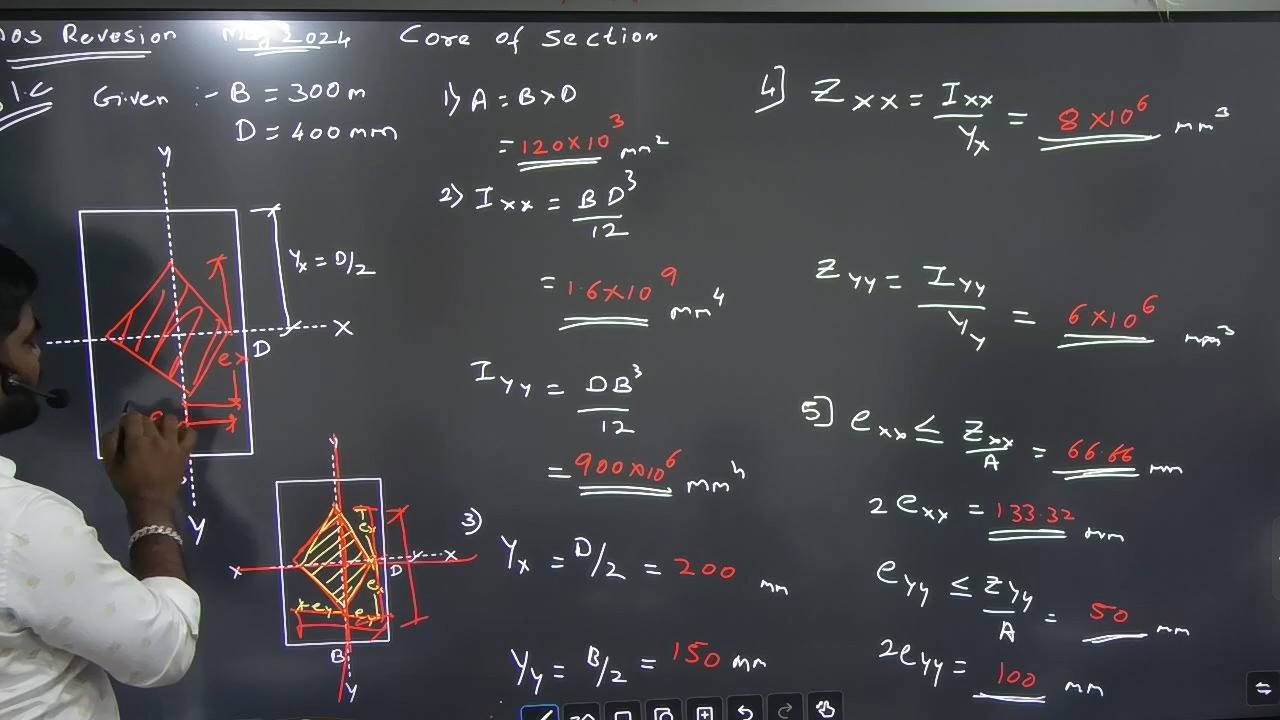 Revesion May 2024 Core of section
Given :- B = 300 m
D = 400 mm
Y
Yx = D/2
X
D
ex
Y
Y
X
X
D
ex
e
ey
ey
B
Y
1) A = B×D
= 120×10³ mm²
2) Ixx = BD³/12
= 1.6×10⁹ mm⁴
Iyy = DB³/12
= 900×10⁶ mm⁴
3)
Yx = D/2 = 200 mm
Yy = B/2 = 150 mm
4] Zxx = Ixx/Yx = 8×10⁶ mm³
Zyy = Iyy/Yy = 6×10⁶ mm³
5] exx ≤ Zxx/A = 66.66 mm
2exx = 133.32 mm
eyy ≤ Zyy/A = 50 mm
2eyy = 100 mm